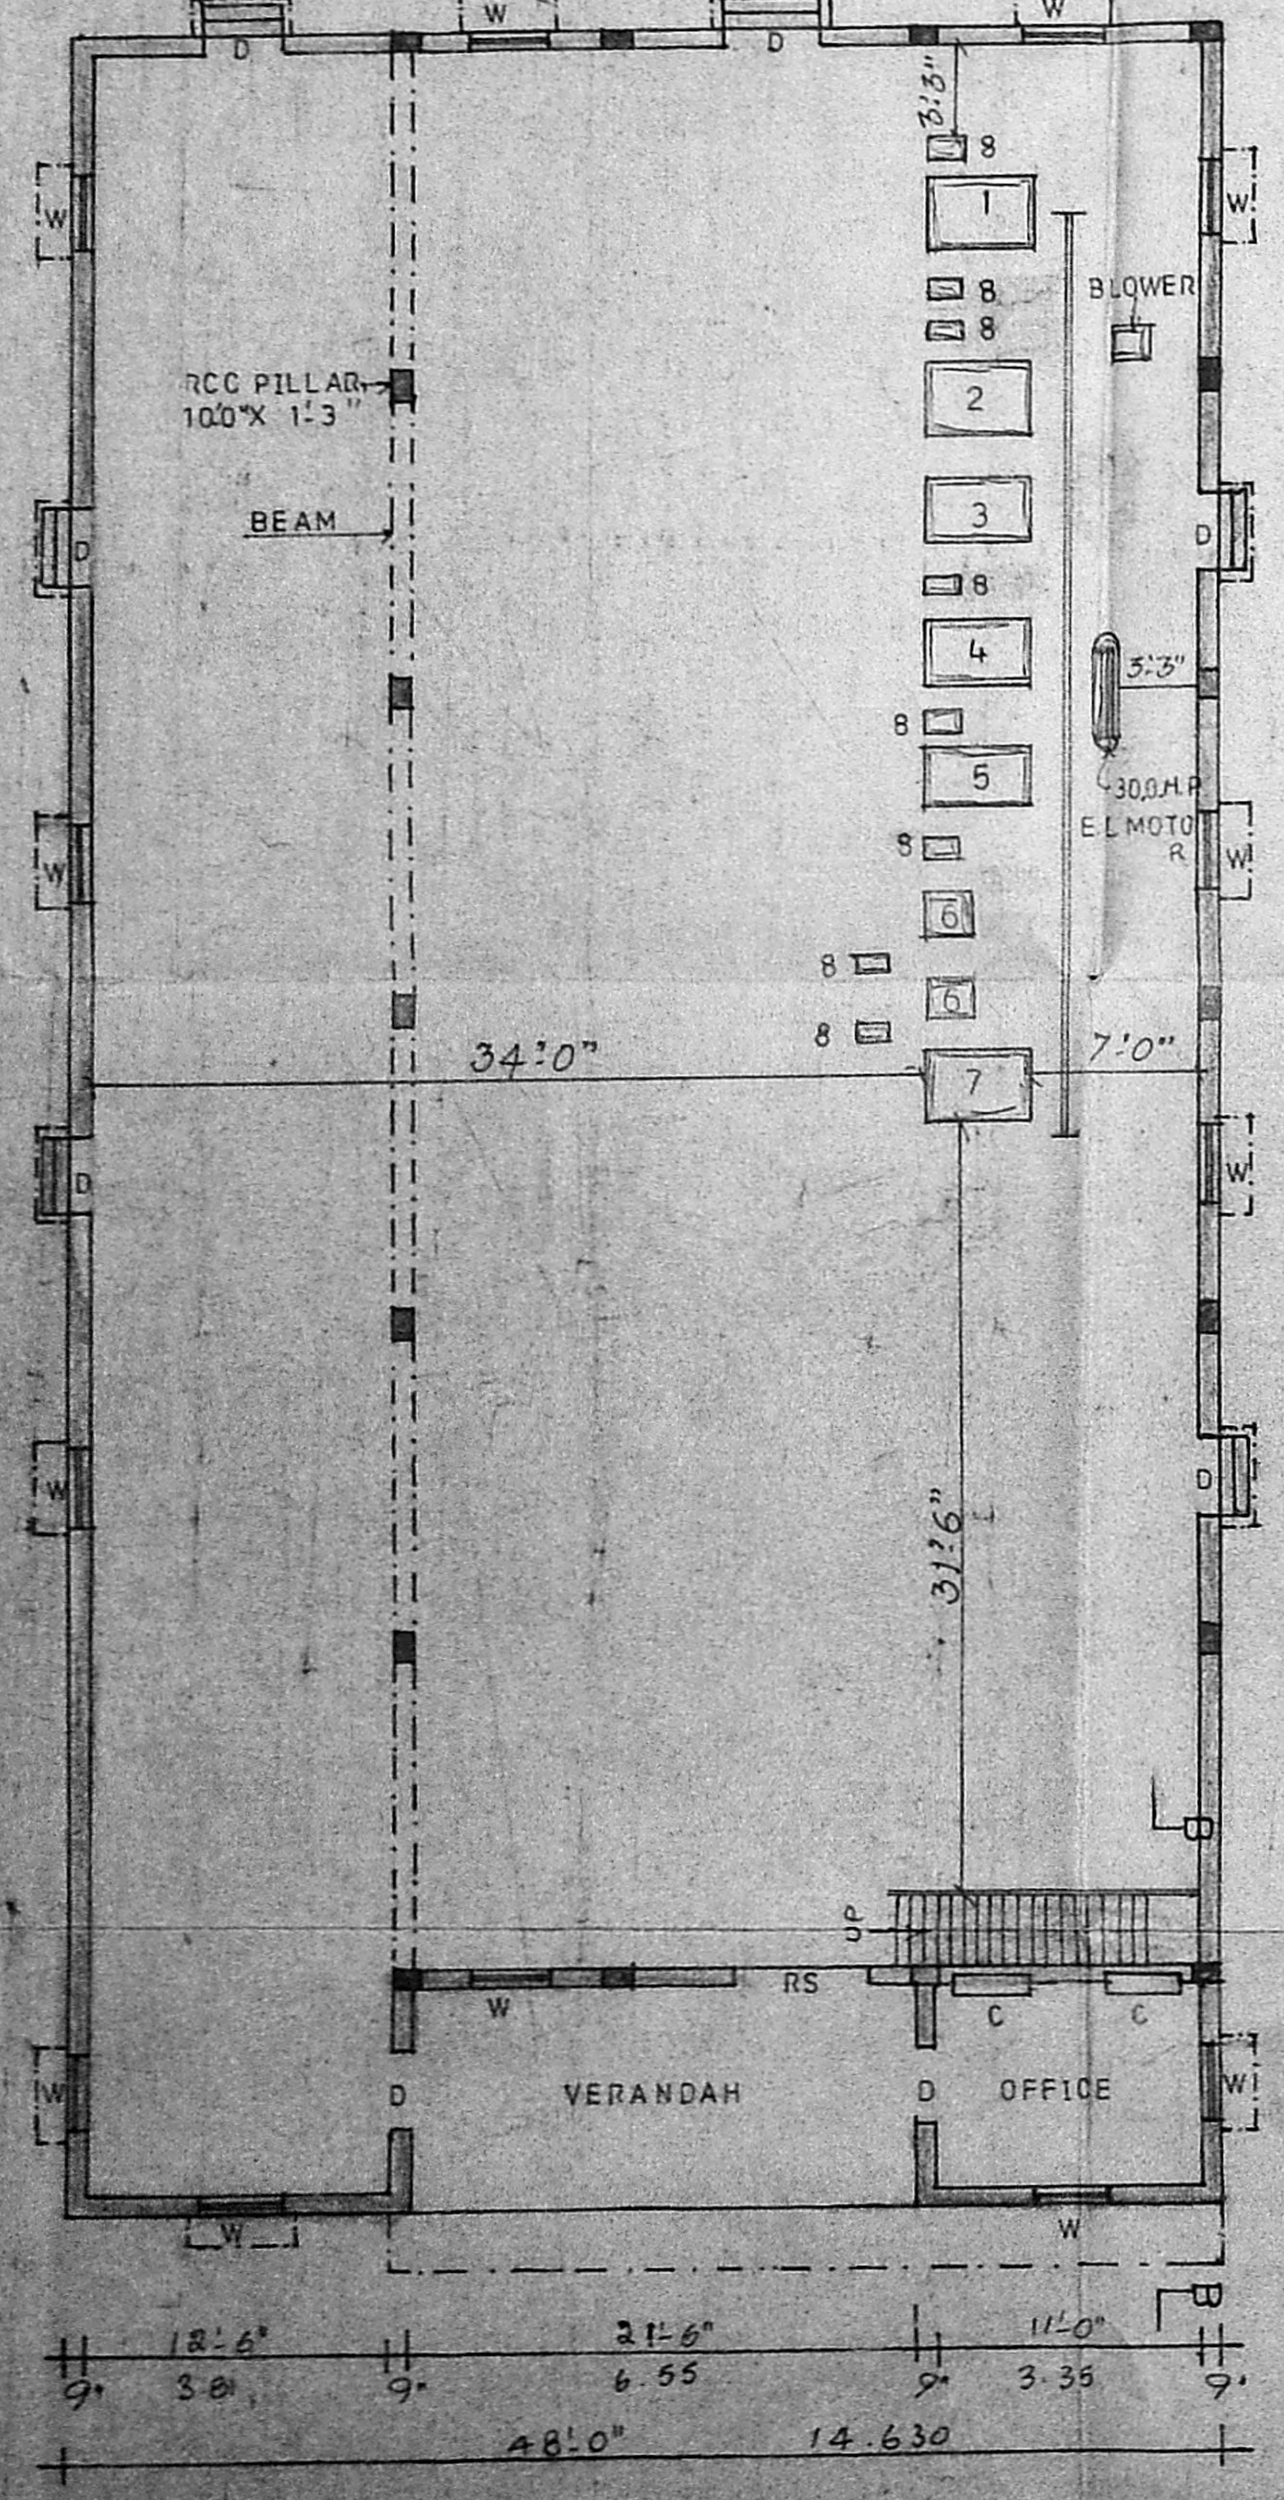 W
W
D
D
3'-3"
8
1
W
W
8
BLOWER
8
RCC PILLAR
10'0"X 1'-3"
2
BEAM
3
D
D
8
4
3'-3"
8
5
30.0.H.P.
EL MOTO
R
8
W
W
6
8
6
8
34'-0"
7'-0"
7
D
W
W
D
31'-6"
B
UP
RS
W
C
C
W
D
VERANDAH
D
OFFICE
W
W
W
B
12'-6"
21'-6"
11'-0"
9"
3.81
9"
6.55
9"
3.35
9"
48'-0"
14.630